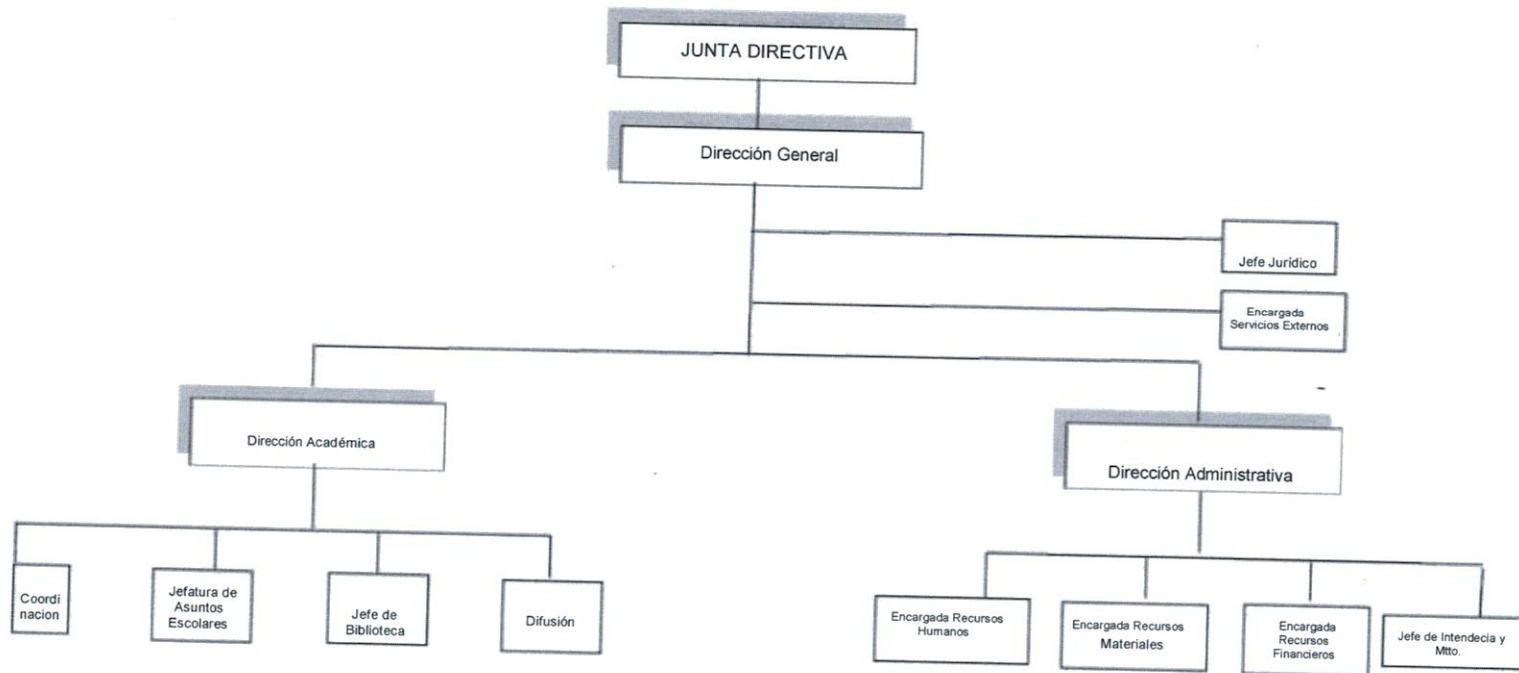 JUNTA DIRECTIVA
Dirección General
Jefe Jurídico
Encargada
Servicios Externos
Dirección Académica
Dirección Administrativa
Coordi
nacion
Jefatura de
Asuntos
Escolares
Jefe de
Biblioteca
Difusión
Encargada Recursos
Humanos
Encargada Recursos
Materiales
Encargada
Recursos
Financieros
Jefe de Intendecia y
Mtto.